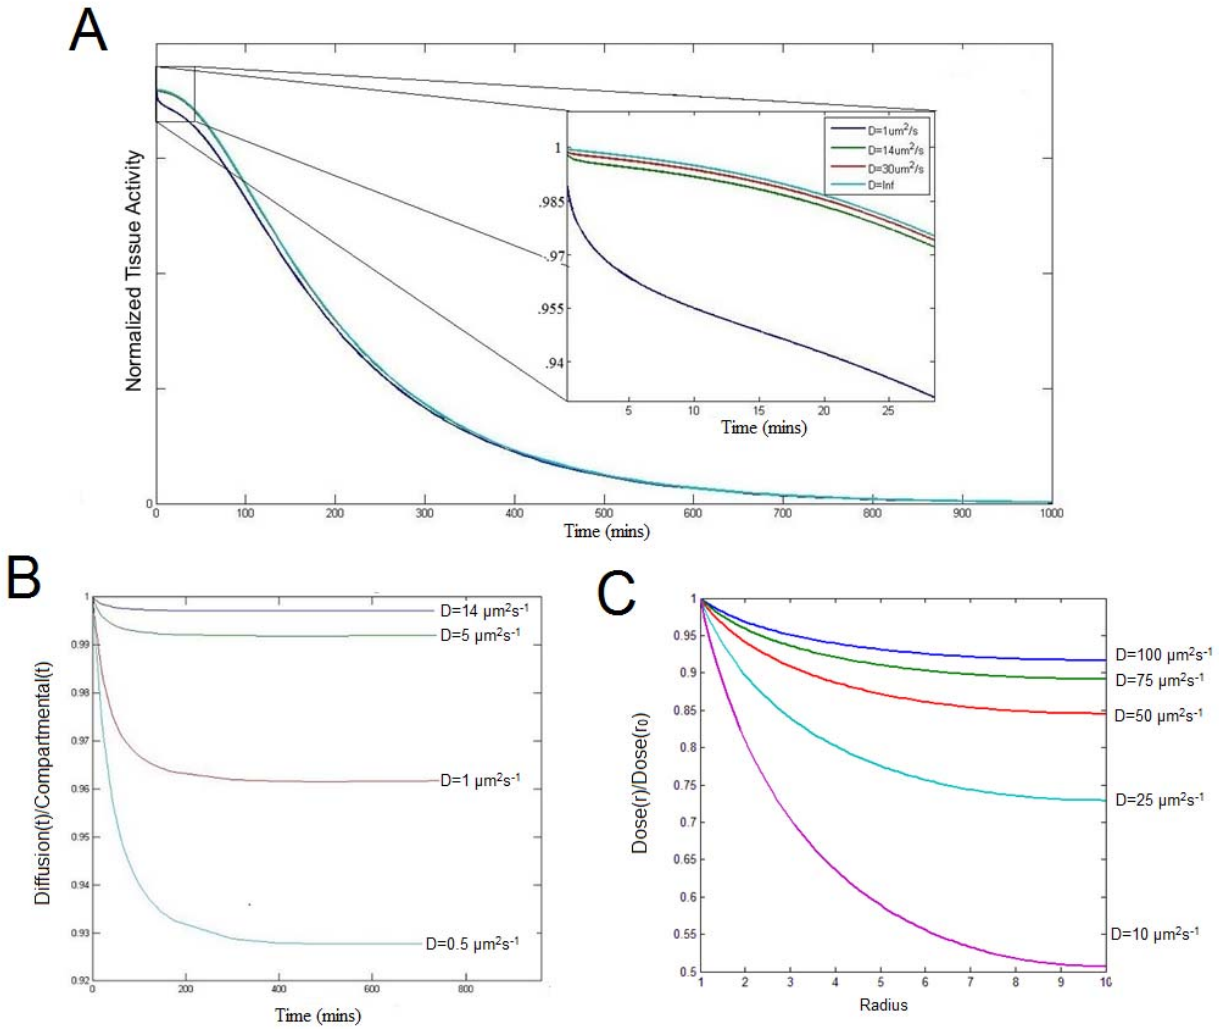 A
Normalized Tissue Activity
D=1um²/s
D=14um²/s
D=30um²/s
D=Inf
1
.985
.97
.955
.94
5 10 15 20 25
Time (mins)
0
0 100 200 300 400 500 600 700 800 900 1000
Time (mins)
B
Diffusion(t)/Compartmental(t)
1
0.99
0.98
0.97
0.96
0.95
0.94
0.93
0.92
D=14 µm²s⁻¹
D=5 µm²s⁻¹
D=1 µm²s⁻¹
D=0.5 µm²s⁻¹
0 200 400 600 800
Time (mins)
C
Dose(r)/Dose(r₀)
1
0.95
0.9
0.85
0.8
0.75
0.7
0.65
0.6
0.55
0.5
D=100 µm²s⁻¹
D=75 µm²s⁻¹
D=50 µm²s⁻¹
D=25 µm²s⁻¹
D=10 µm²s⁻¹
1 2 3 4 5 6 7 8 9 10
Radius